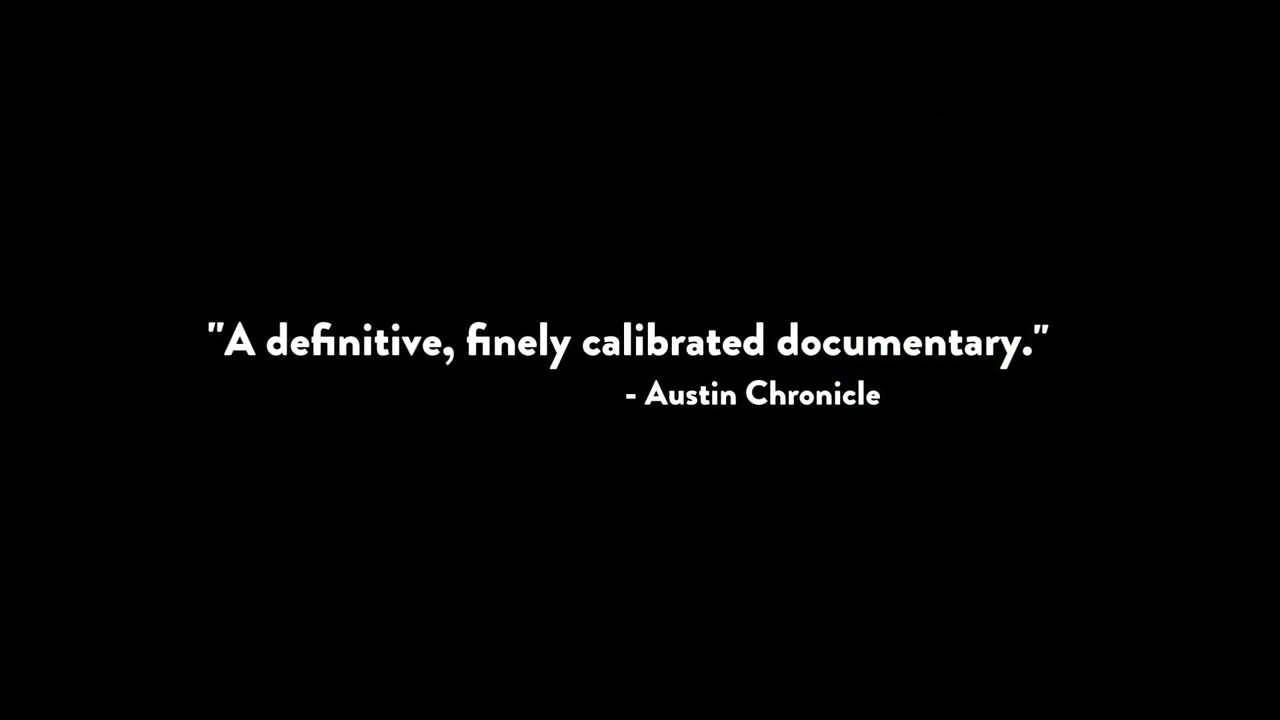 "A definitive, finely calibrated documentary."
- Austin Chronicle